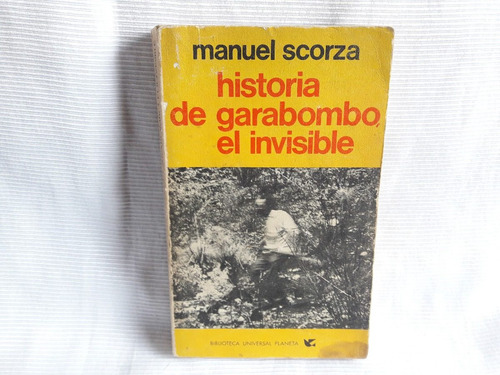 manuel scorza
historia
de garabombo,
el invisible
BIBLIOTECA UNIVERSAL PLANETA